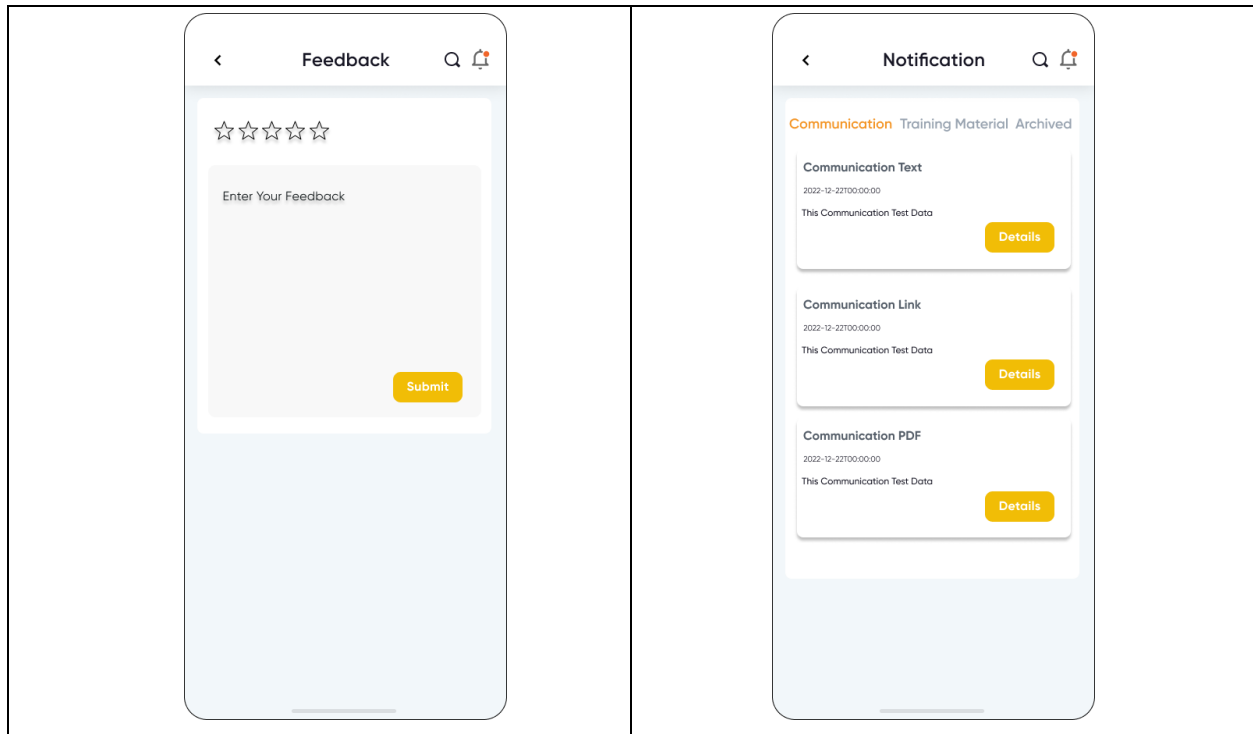 Feedback
Enter Your Feedback
Submit
Notification
Communication Training Material Archived
Communication Text
2022-12-22T00:00:00
This Communication Test Data
Details
Communication Link
2022-12-22T00:00:00
This Communication Test Data
Details
Communication PDF
2022-12-22T00:00:00
This Communication Test Data
Details